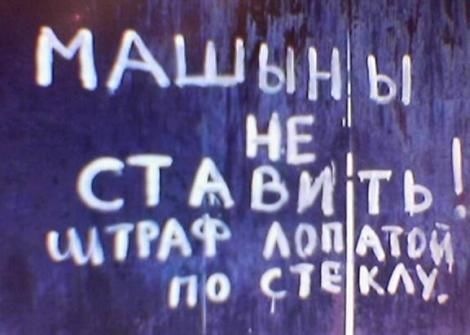 МАШЫНЫ
НЕ
СТАВИТЬ!
ШТРАФ ЛОПАТОЙ
ПО СТЕКЛУ.